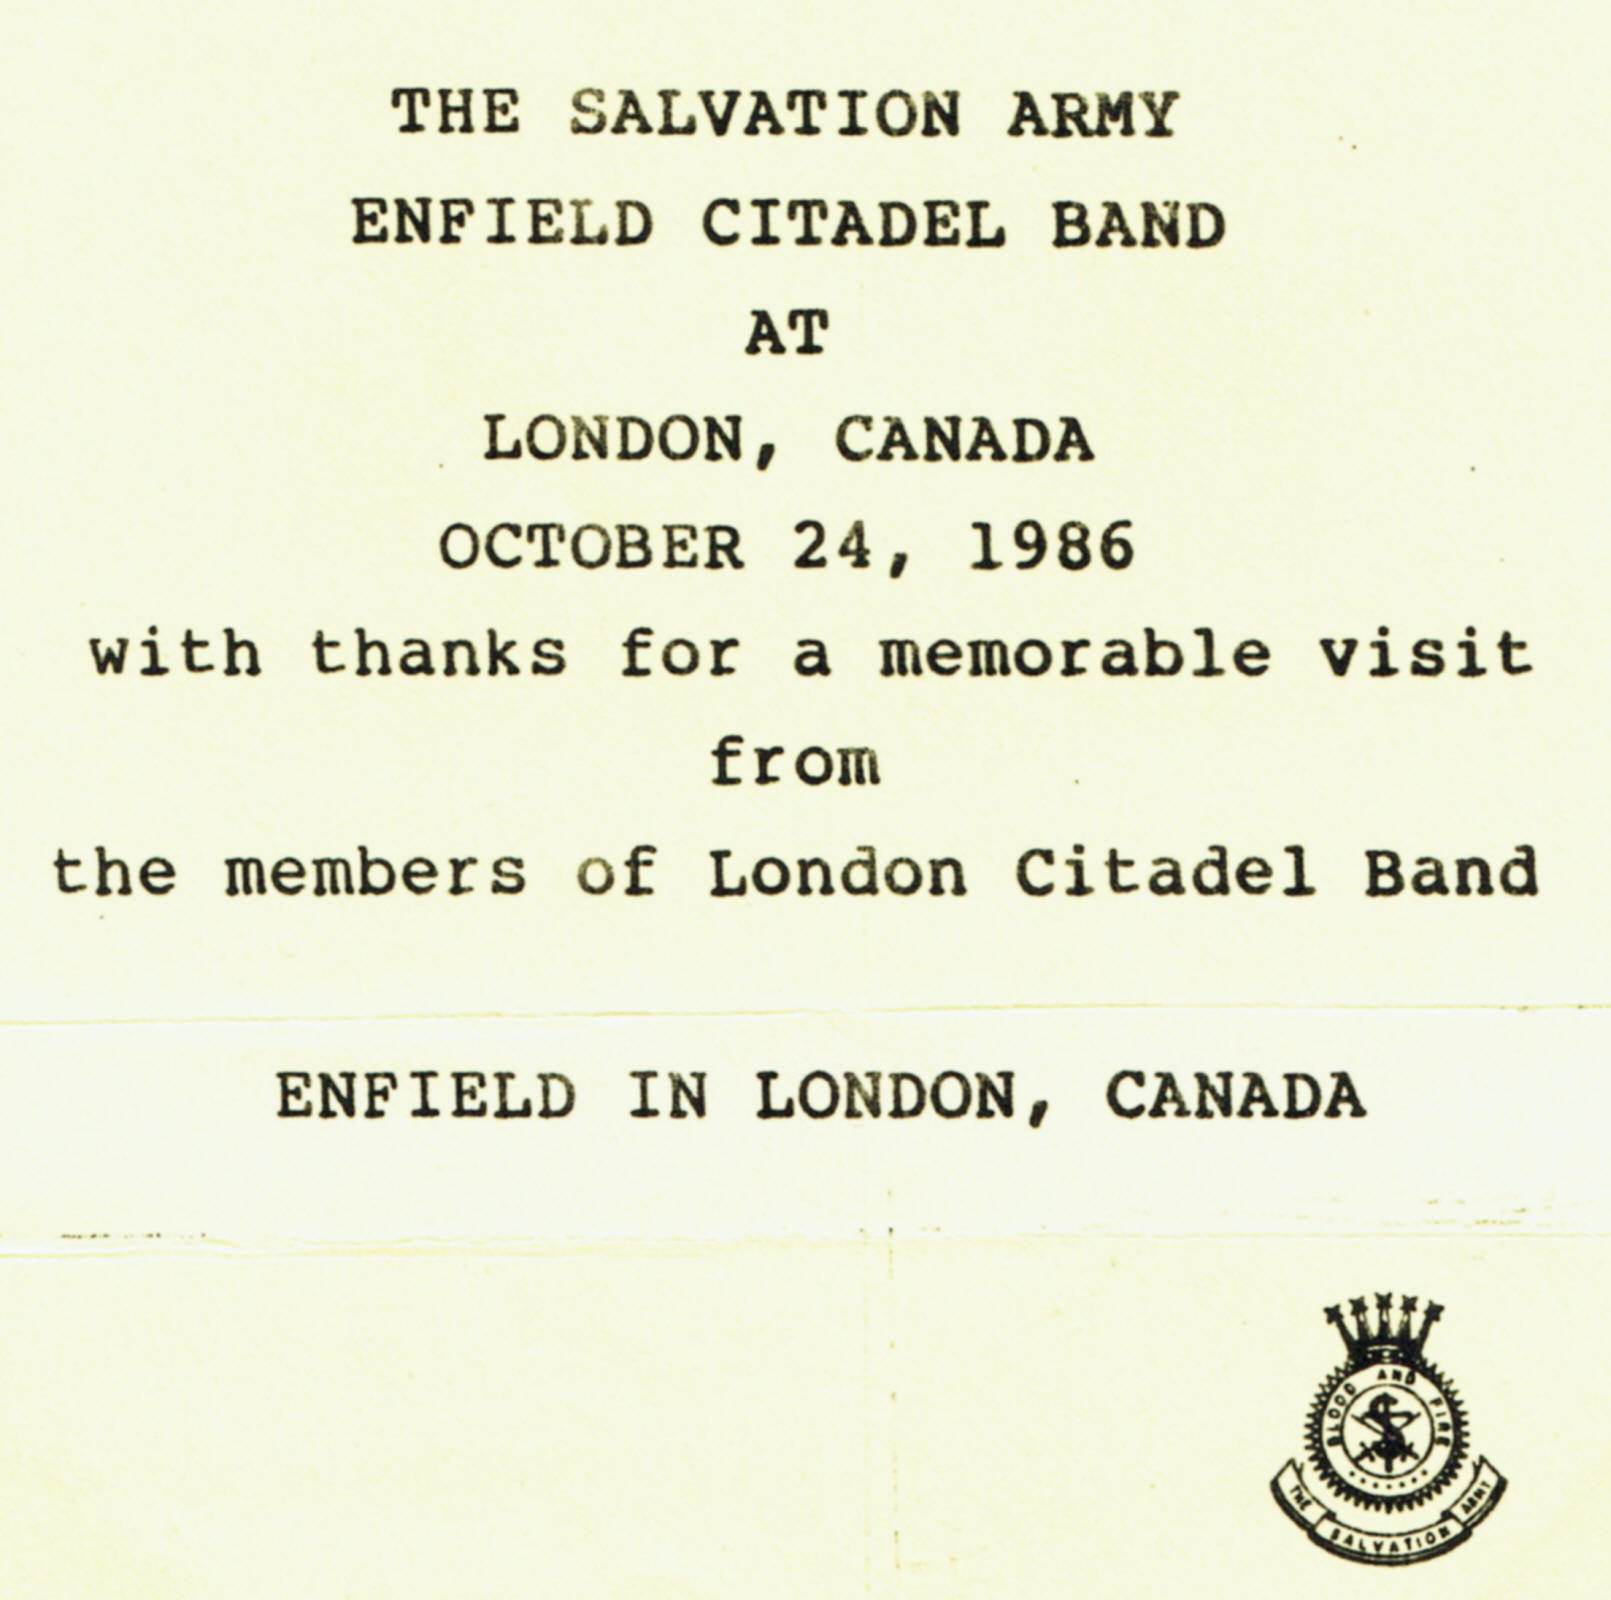 THE SALVATION ARMY
ENFIELD CITADEL BAND
AT
LONDON, CANADA
OCTOBER 24, 1986
with thanks for a memorable visit
from
the members of London Citadel Band
ENFIELD IN LONDON, CANADA
BLOOD AND FIRE
S
THE SALVATION ARMY